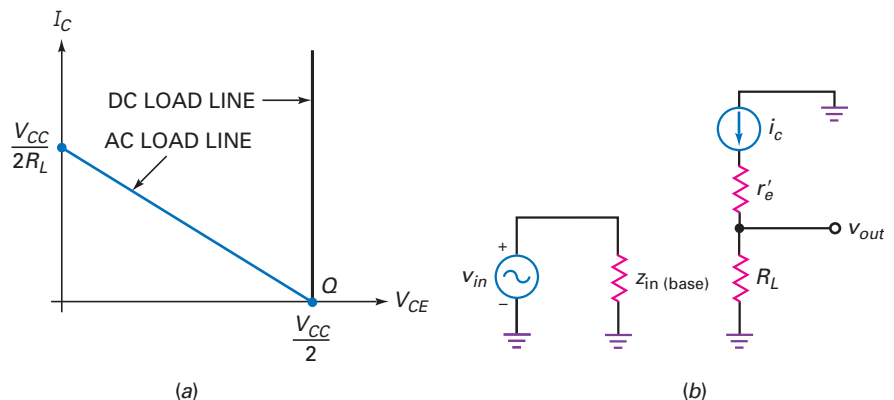 I_C
DC LOAD LINE
AC LOAD LINE
V_CC
2R_L
Q
V_CE
V_CC
2
(a)
i_c
r'_e
v_out
+
v_in
−
z_in (base)
R_L
(b)